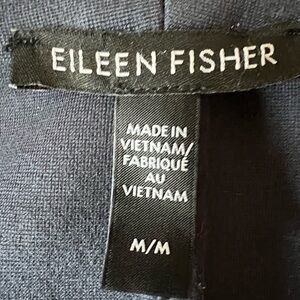 EILEEN FISHER
MADE IN
VIETNAM/
FABRIQUÉ
AU
VIETNAM
M/M